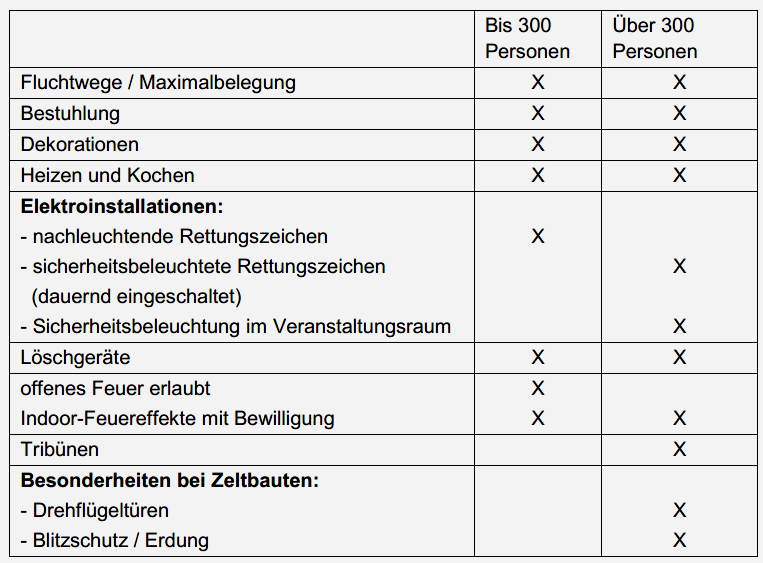 Bis 300 Über 300
Personen Personen
Fluchtwege / Maximalbelegung X X
Bestuhlung X X
Dekorationen X X
Heizen und Kochen X X
Elektroinstallationen:
- nachleuchtende Rettungszeichen X
- sicherheitsbeleuchtete Rettungszeichen X
(dauernd eingeschaltet)
- Sicherheitsbeleuchtung im Veranstaltungsraum X
Löschgeräte X X
offenes Feuer erlaubt X
Indoor-Feuereffekte mit Bewilligung X X
Tribünen X
Besonderheiten bei Zeltbauten:
- Drehflügeltüren X
- Blitzschutz / Erdung X